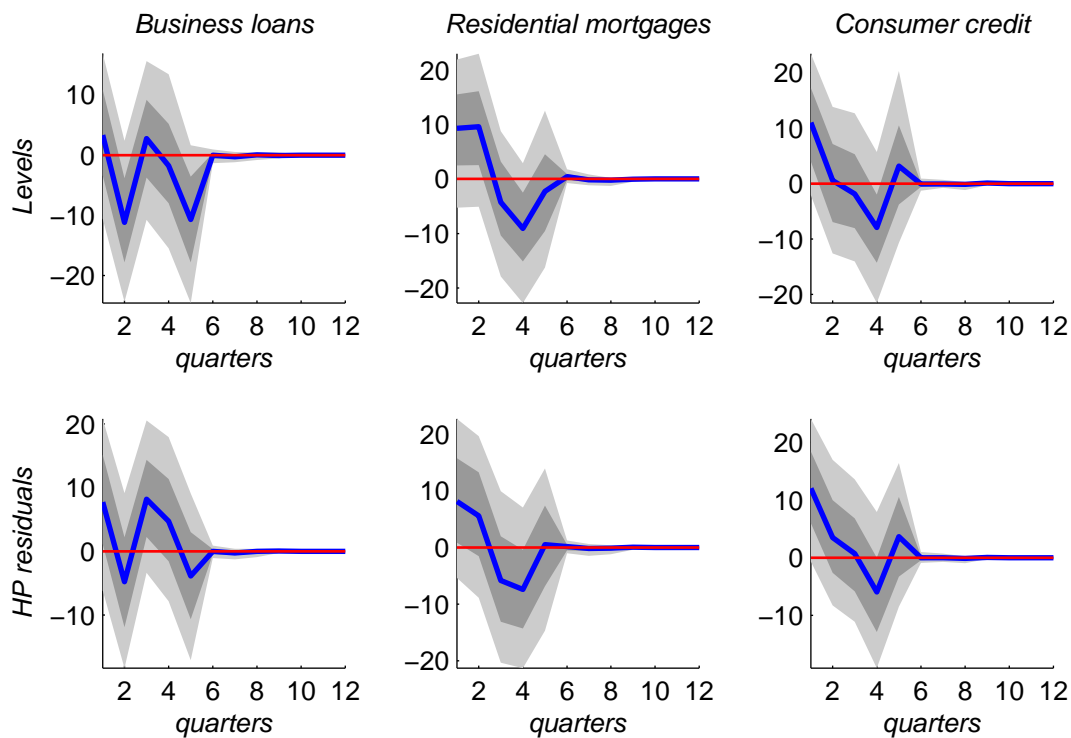 Business loans
Residential mortgages
Consumer credit
Levels
10
0
−10
−20
2 4 6 8 10 12
quarters
20
10
0
−10
−20
2 4 6 8 10 12
quarters
20
10
0
−10
−20
2 4 6 8 10 12
quarters
HP residuals
20
10
0
−10
2 4 6 8 10 12
quarters
20
10
0
−10
−20
2 4 6 8 10 12
quarters
20
10
0
−10
2 4 6 8 10 12
quarters